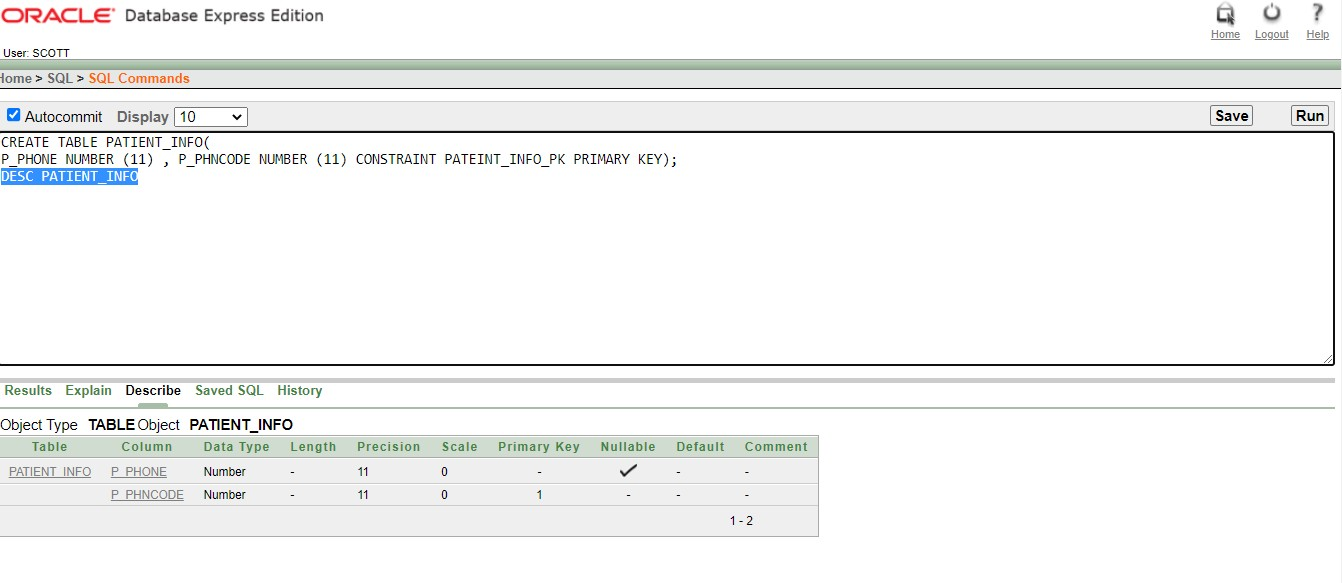 ORACLE® Database Express Edition
Home Logout Help
User: SCOTT
Home > SQL > SQL Commands
Autocommit Display 10 Save Run
CREATE TABLE PATIENT_INFO(
P_PHONE NUMBER (11) , P_PHNCODE NUMBER (11) CONSTRAINT PATEINT_INFO_PK PRIMARY KEY);
DESC PATIENT_INFO
Results Explain Describe Saved SQL History
Object Type TABLE Object PATIENT_INFO
Table Column Data Type Length Precision Scale Primary Key Nullable Default Comment
PATIENT_INFO P_PHONE Number - 11 0 - ✓ - -
P_PHNCODE Number - 11 0 1 - - -
1 - 2